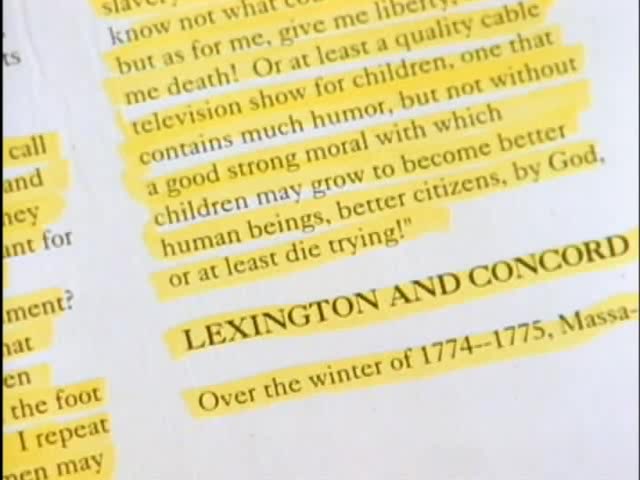 ts
call
and
hey
ant for
ment?
hat
en
the foot
I repeat
men may
know not what
but as for me, give me liberty,
me death! Or at least a quality cable
television show for children, one that
contains much humor, but not without
a good strong moral with which
children may grow to become better
human beings, better citizens, by God,
or at least die trying!"
LEXINGTON AND CONCORD
Over the winter of 1774--1775, Massa-